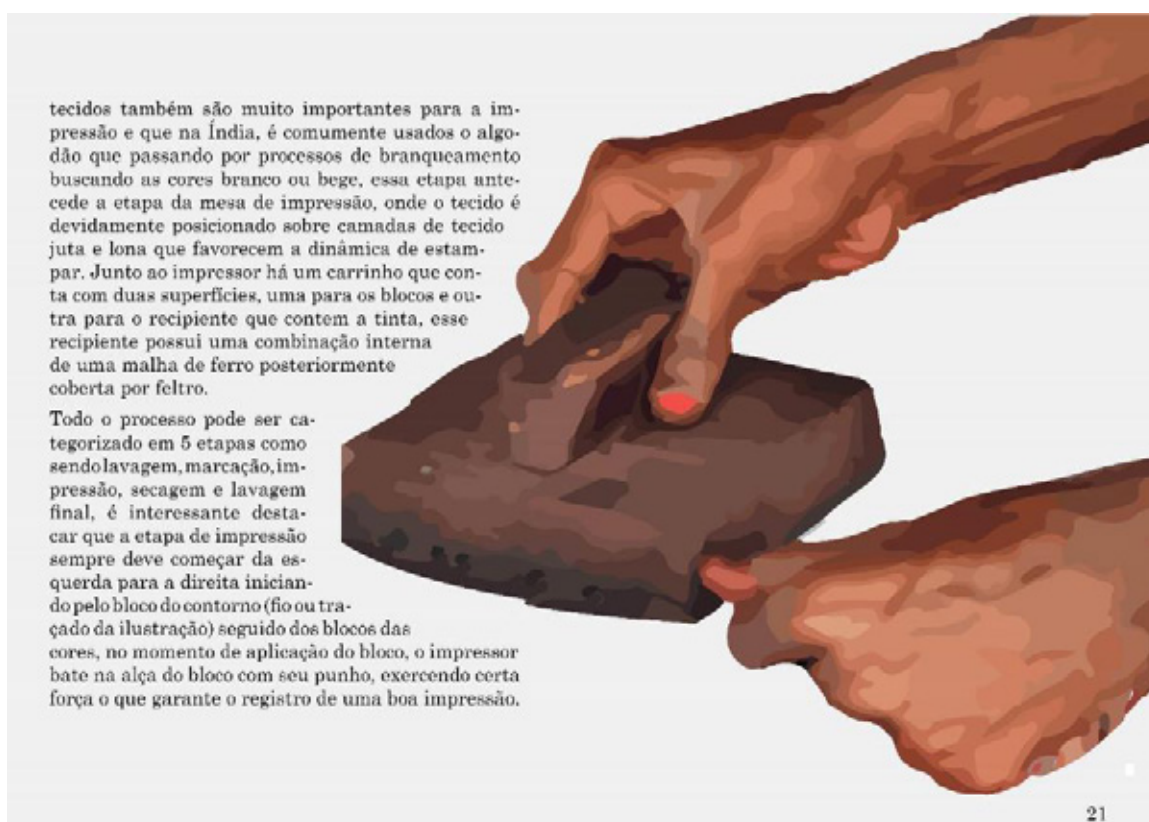 tecidos também são muito importantes para a im-
pressão e que na Índia, é comumente usados o algo-
dão que passando por processos de branqueamento
buscando as cores branco ou bege, essa etapa ante-
cede a etapa da mesa de impressão, onde o tecido é
devidamente posicionado sobre camadas de tecido
juta e lona que favorecem a dinâmica de estam-
par. Junto ao impressor há um carrinho que con-
ta com duas superfícies, uma para os blocos e ou-
tra para o recipiente que contem a tinta, esse
recipiente possui uma combinação interna
de uma malha de ferro posteriormente
coberta por feltro.
Todo o processo pode ser ca-
tegorizado em 5 etapas como
sendo lavagem, marcação, im-
pressão, secagem e lavagem
final, é interessante desta-
car que a etapa de impressão
sempre deve começar da es-
querda para a direita inician-
do pelo bloco do contorno (fio ou tra-
çado da ilustração) seguido dos blocos das
cores, no momento de aplicação do bloco, o impressor
bate na alça do bloco com seu punho, exercendo certa
força o que garante o registro de uma boa impressão.
21